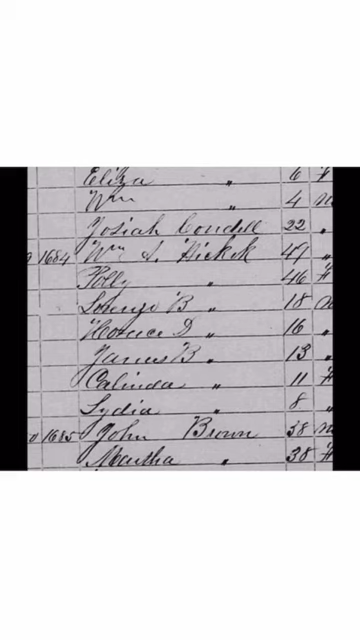 Eliza " 6 F
Wm " 4 M
Josiah Cordell 22 "
1684 Wm A. Hickok 47 "
Polly " 46 F
Lorenzo B " 18 M
Horace D " 16 "
James B " 13 "
Calinda " 11 F
Lydia " 8 "
1685 John Brown 38 M
Martha " 38 F